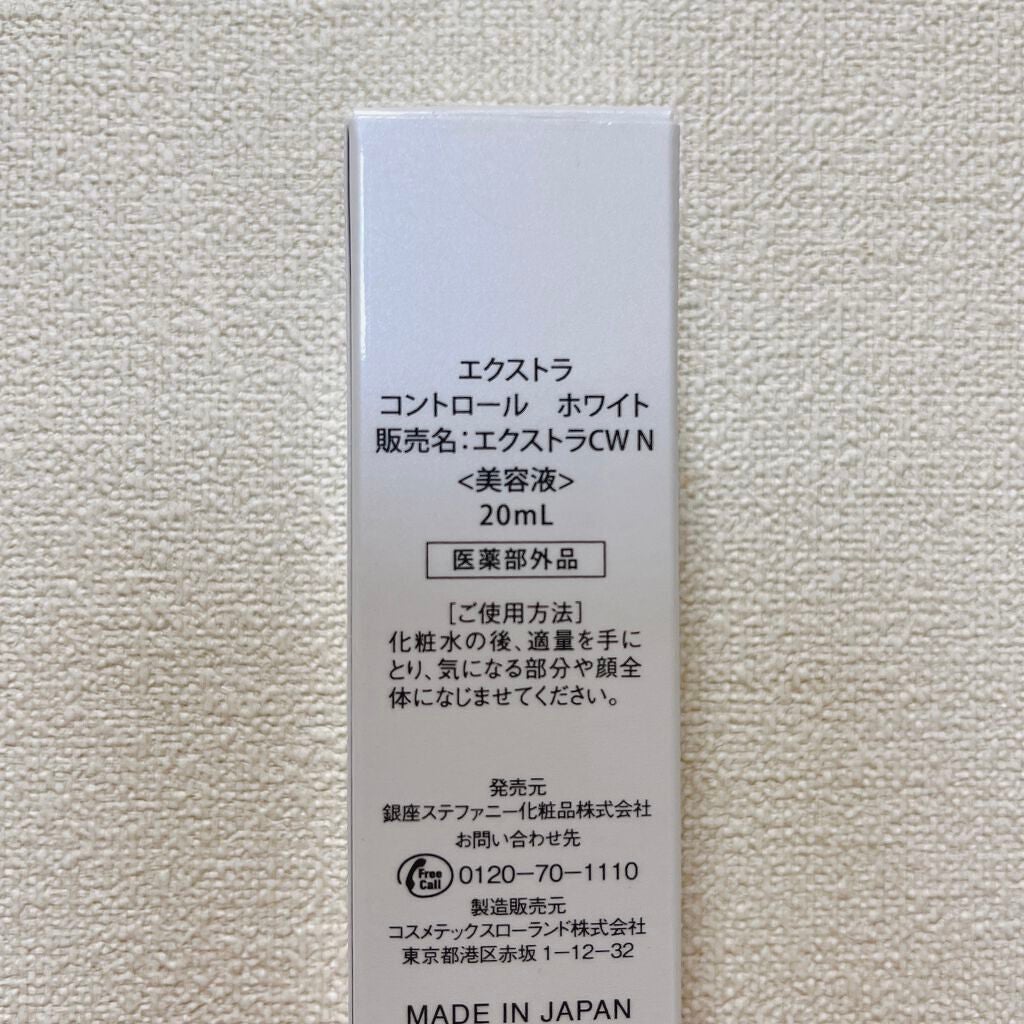 エクストラ
コントロール　ホワイト
販売名：エクストラCW N
<美容液>
20mL
医薬部外品
［ご使用方法］
化粧水の後、適量を手に
とり、気になる部分や顔全
体になじませてください。
発売元
銀座ステファニー化粧品株式会社
お問い合わせ先
Free Call 0120−70−1110
製造販売元
コスメテックスローランド株式会社
東京都港区赤坂1−12−32
MADE IN JAPAN